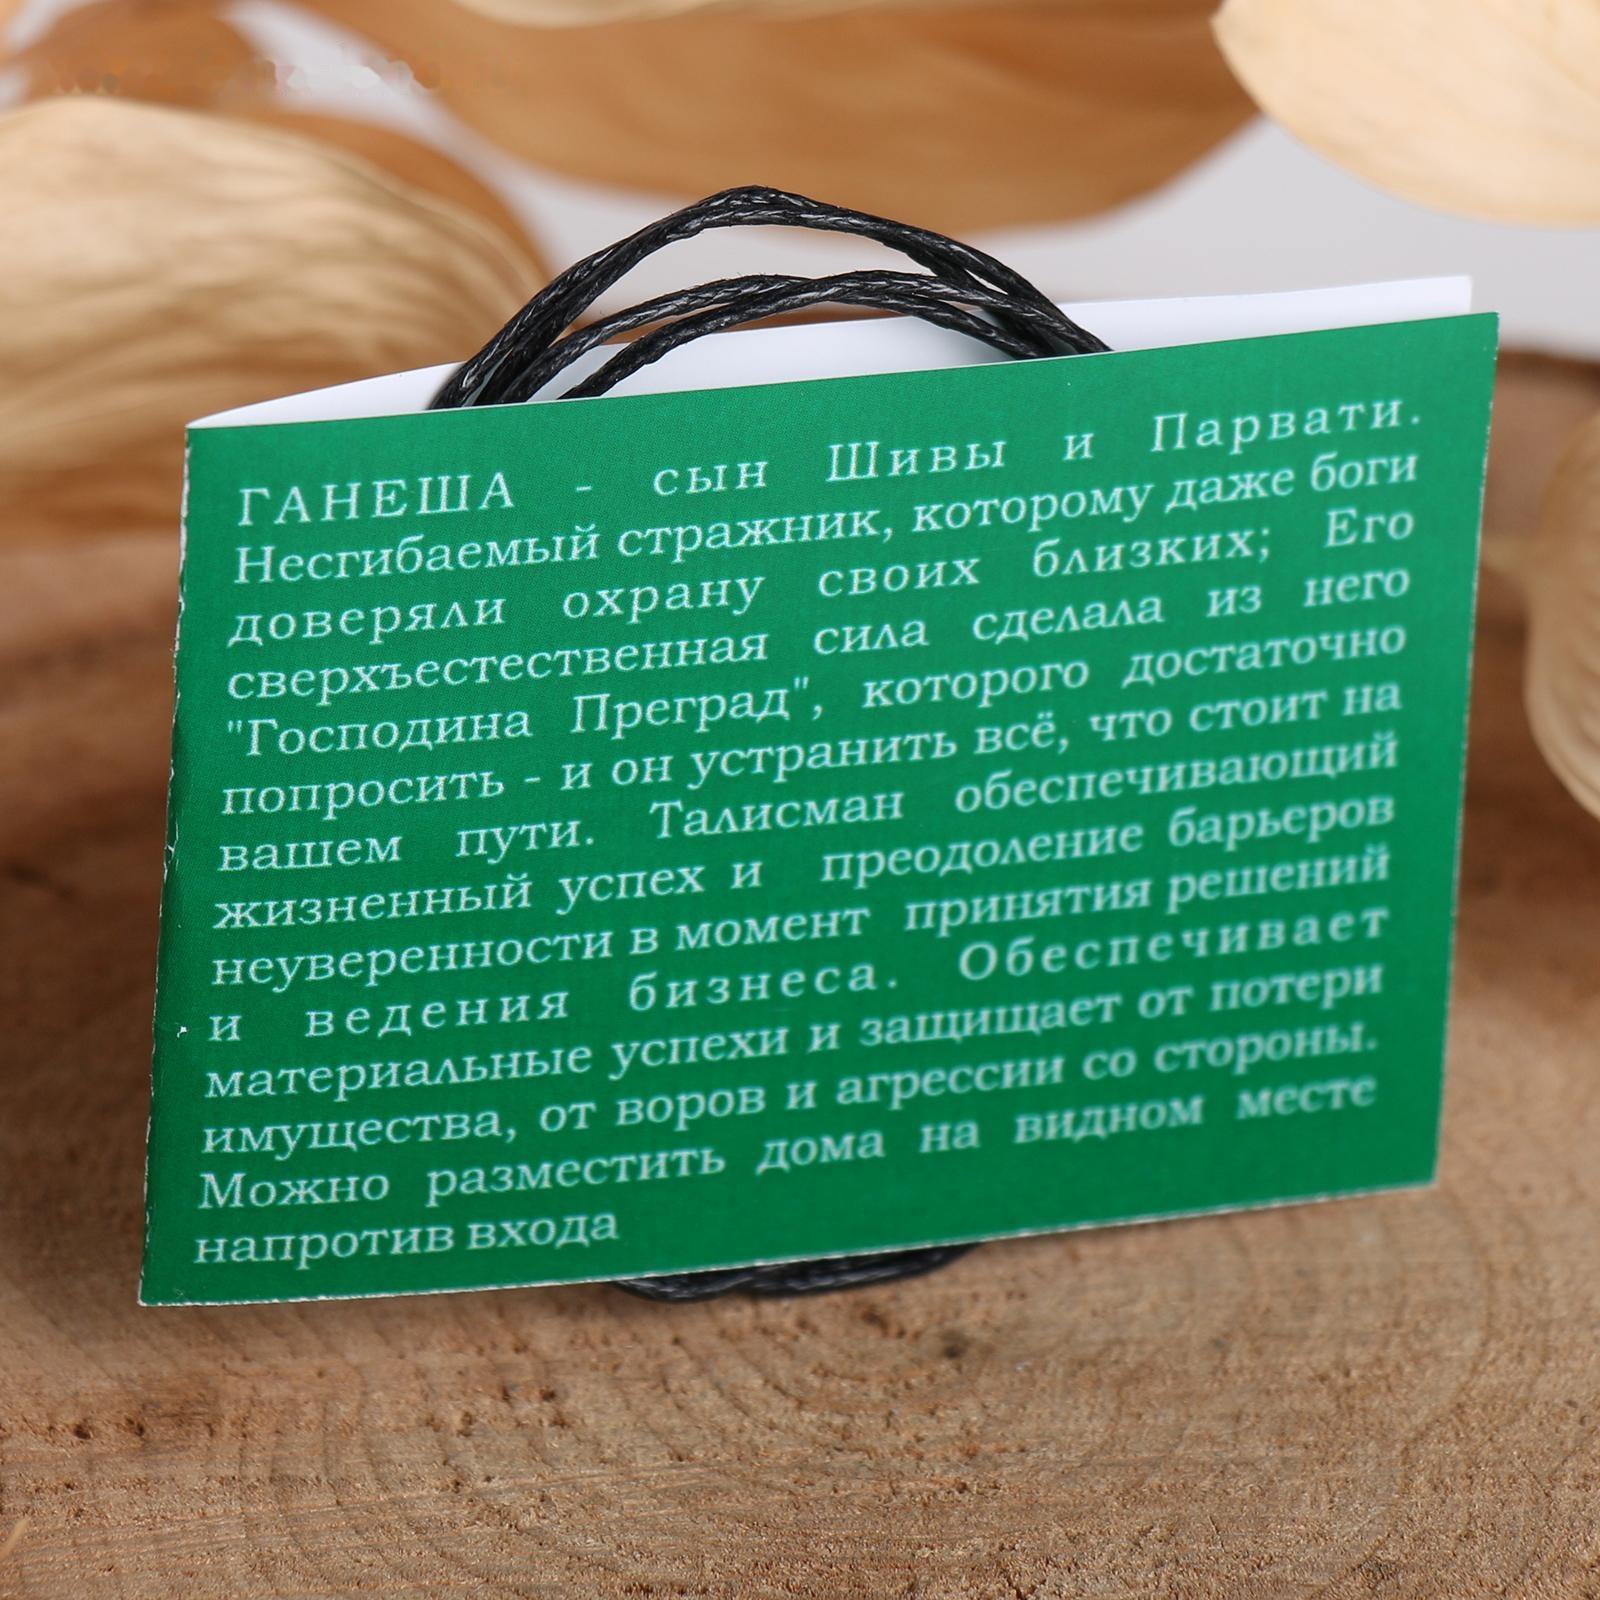 ГАНЕША - сын Шивы и Парвати.
Несгибаемый стражник, которому даже боги
доверяли охрану своих близких; Его
сверхъестественная сила сделала из него
"Господина Преград", которого достаточно
попросить - и он устранить всё, что стоит на
вашем пути. Талисман обеспечивающий
жизненный успех и преодоление барьеров
неуверенности в момент принятия решений
и ведения бизнеса. Обеспечивает
материальные успехи и защищает от потери
имущества, от воров и агрессии со стороны.
Можно разместить дома на видном месте
напротив входа